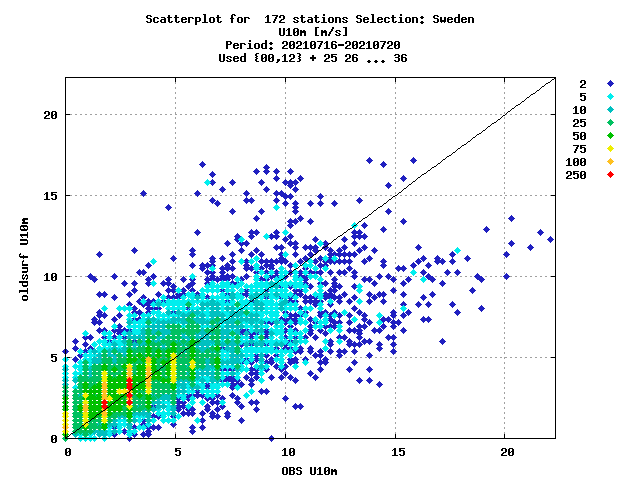 Scatterplot for  172 stations Selection: Sweden
U10m [m/s]
Period: 20210716-20210720
Used {00,12} + 25 26 ... 36
2
5
10
25
50
75
100
250
20
15
10
5
0
oldsurf U10m
0 5 10 15 20
OBS U10m